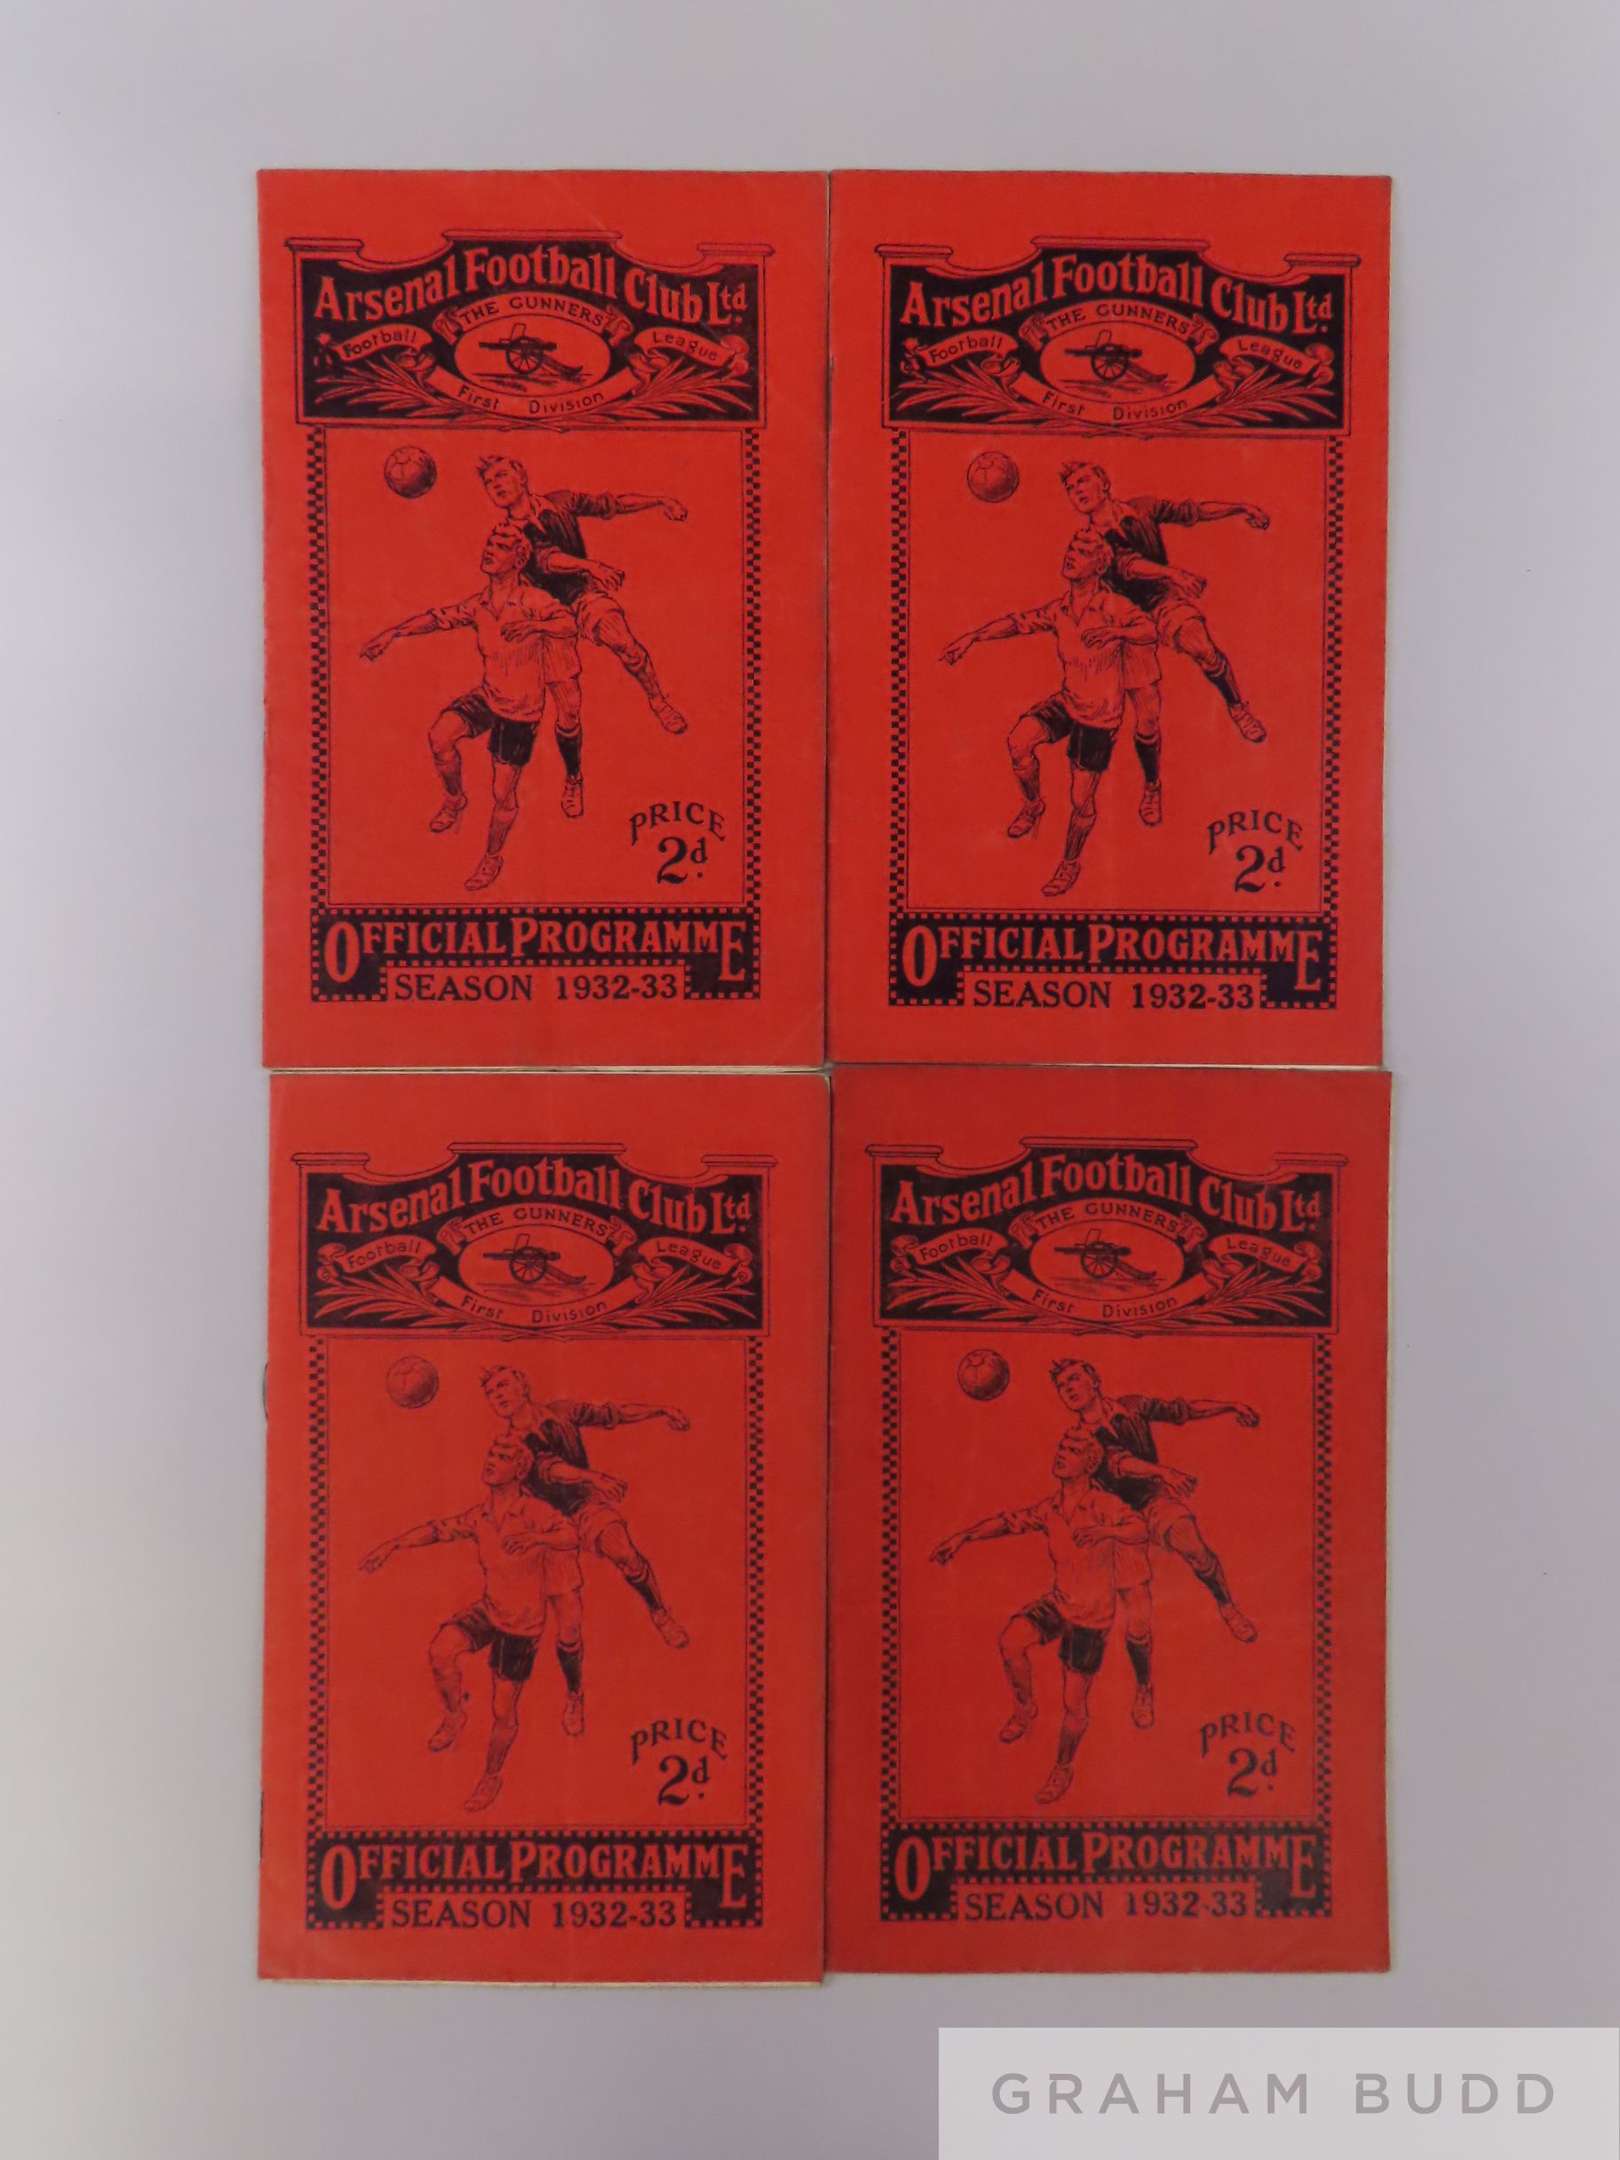 Arsenal Football Club Ltd.
THE GUNNERS
Football League
First Division
PRICE
2d.
OFFICIAL PROGRAMME
SEASON 1932-33
Arsenal Football Club Ltd.
THE GUNNERS
Football League
First Division
PRICE
2d.
OFFICIAL PROGRAMME
SEASON 1932-33
Arsenal Football Club Ltd.
THE GUNNERS
Football League
First Division
PRICE
2d.
OFFICIAL PROGRAMME
SEASON 1932-33
Arsenal Football Club Ltd.
THE GUNNERS
Football League
First Division
PRICE
2d.
OFFICIAL PROGRAMME
SEASON 1932-33
GRAHAM BUDD